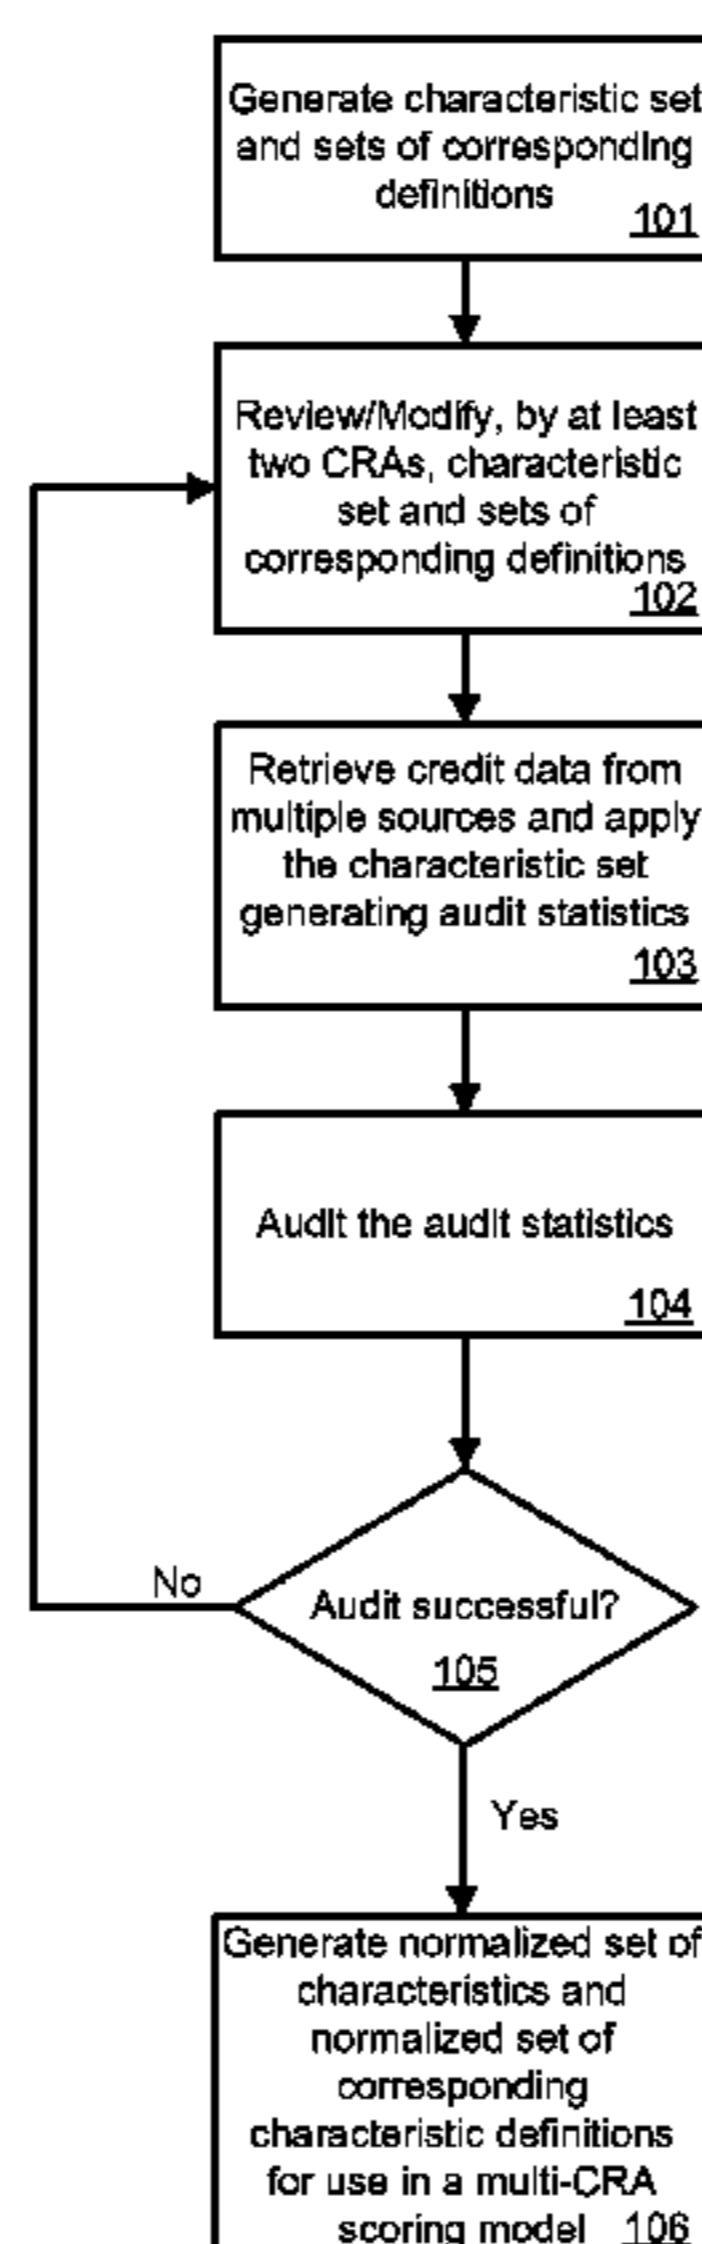 Generate characteristic set
and sets of corresponding
definitions
101
Review/Modify, by at least
two CRAs, characteristic
set and sets of
corresponding definitions
102
Retrieve credit data from
multiple sources and apply
the characteristic set
generating audit statistics
103
Audit the audit statistics
104
No
Audit successful?
105
Yes
Generate normalized set of
characteristics and
normalized set of
corresponding
characteristic definitions
for use in a multi-CRA
scoring model 106